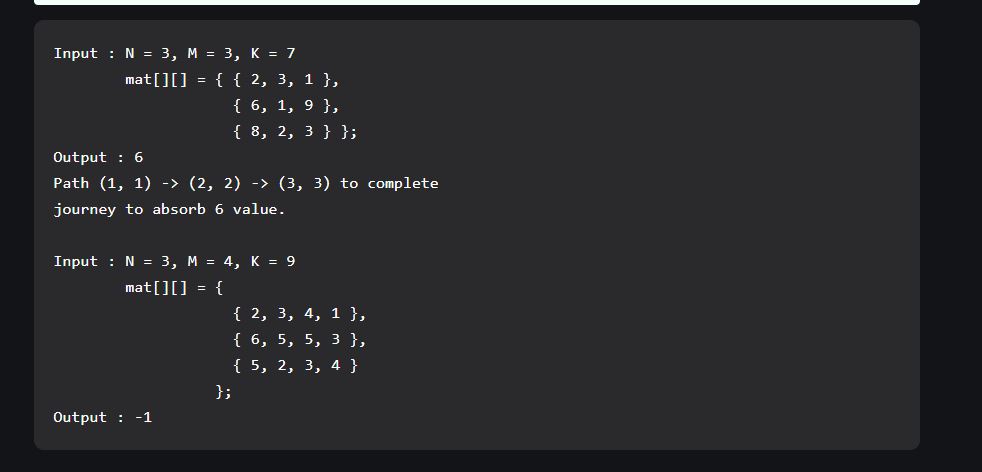 Input : N = 3, M = 3, K = 7
mat[][] = { { 2, 3, 1 },
{ 6, 1, 9 },
{ 8, 2, 3 } };
Output : 6
Path (1, 1) -> (2, 2) -> (3, 3) to complete
journey to absorb 6 value.
Input : N = 3, M = 4, K = 9
mat[][] = {
{ 2, 3, 4, 1 },
{ 6, 5, 5, 3 },
{ 5, 2, 3, 4 }
};
Output : -1